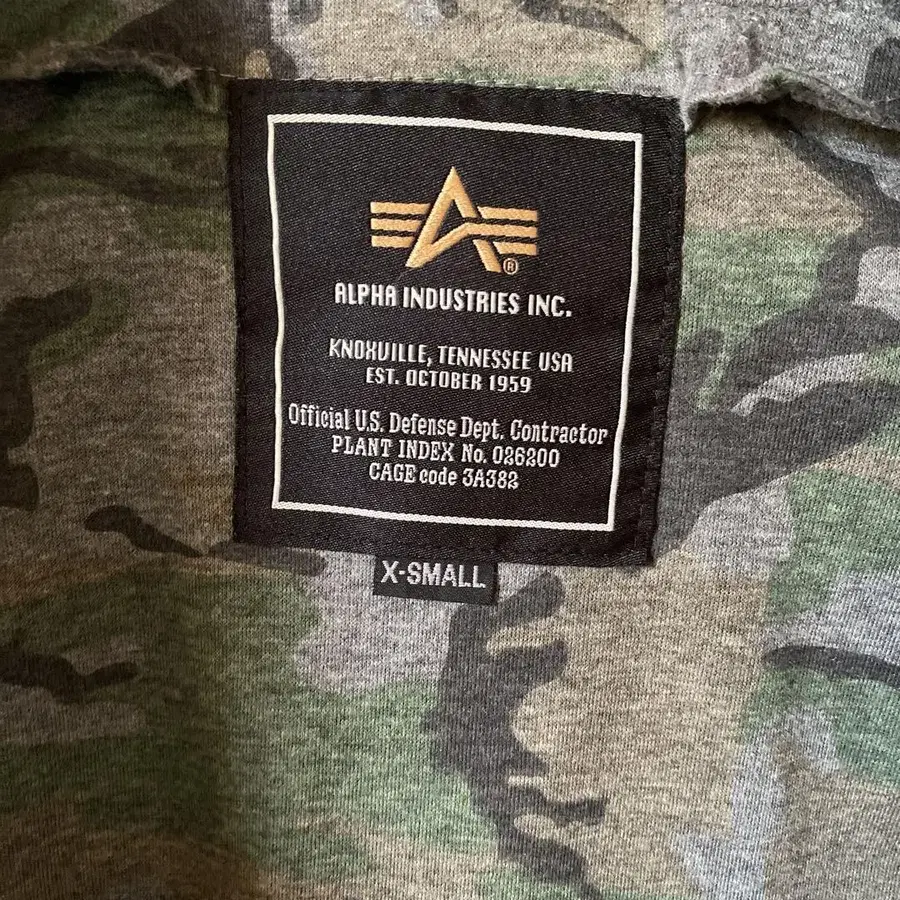 ®
ALPHA INDUSTRIES INC.
KNOXVILLE, TENNESSEE USA
EST. OCTOBER 1959
Official U.S. Defense Dept. Contractor
PLANT INDEX No. 026200
CAGE code 3A382
X-SMALL